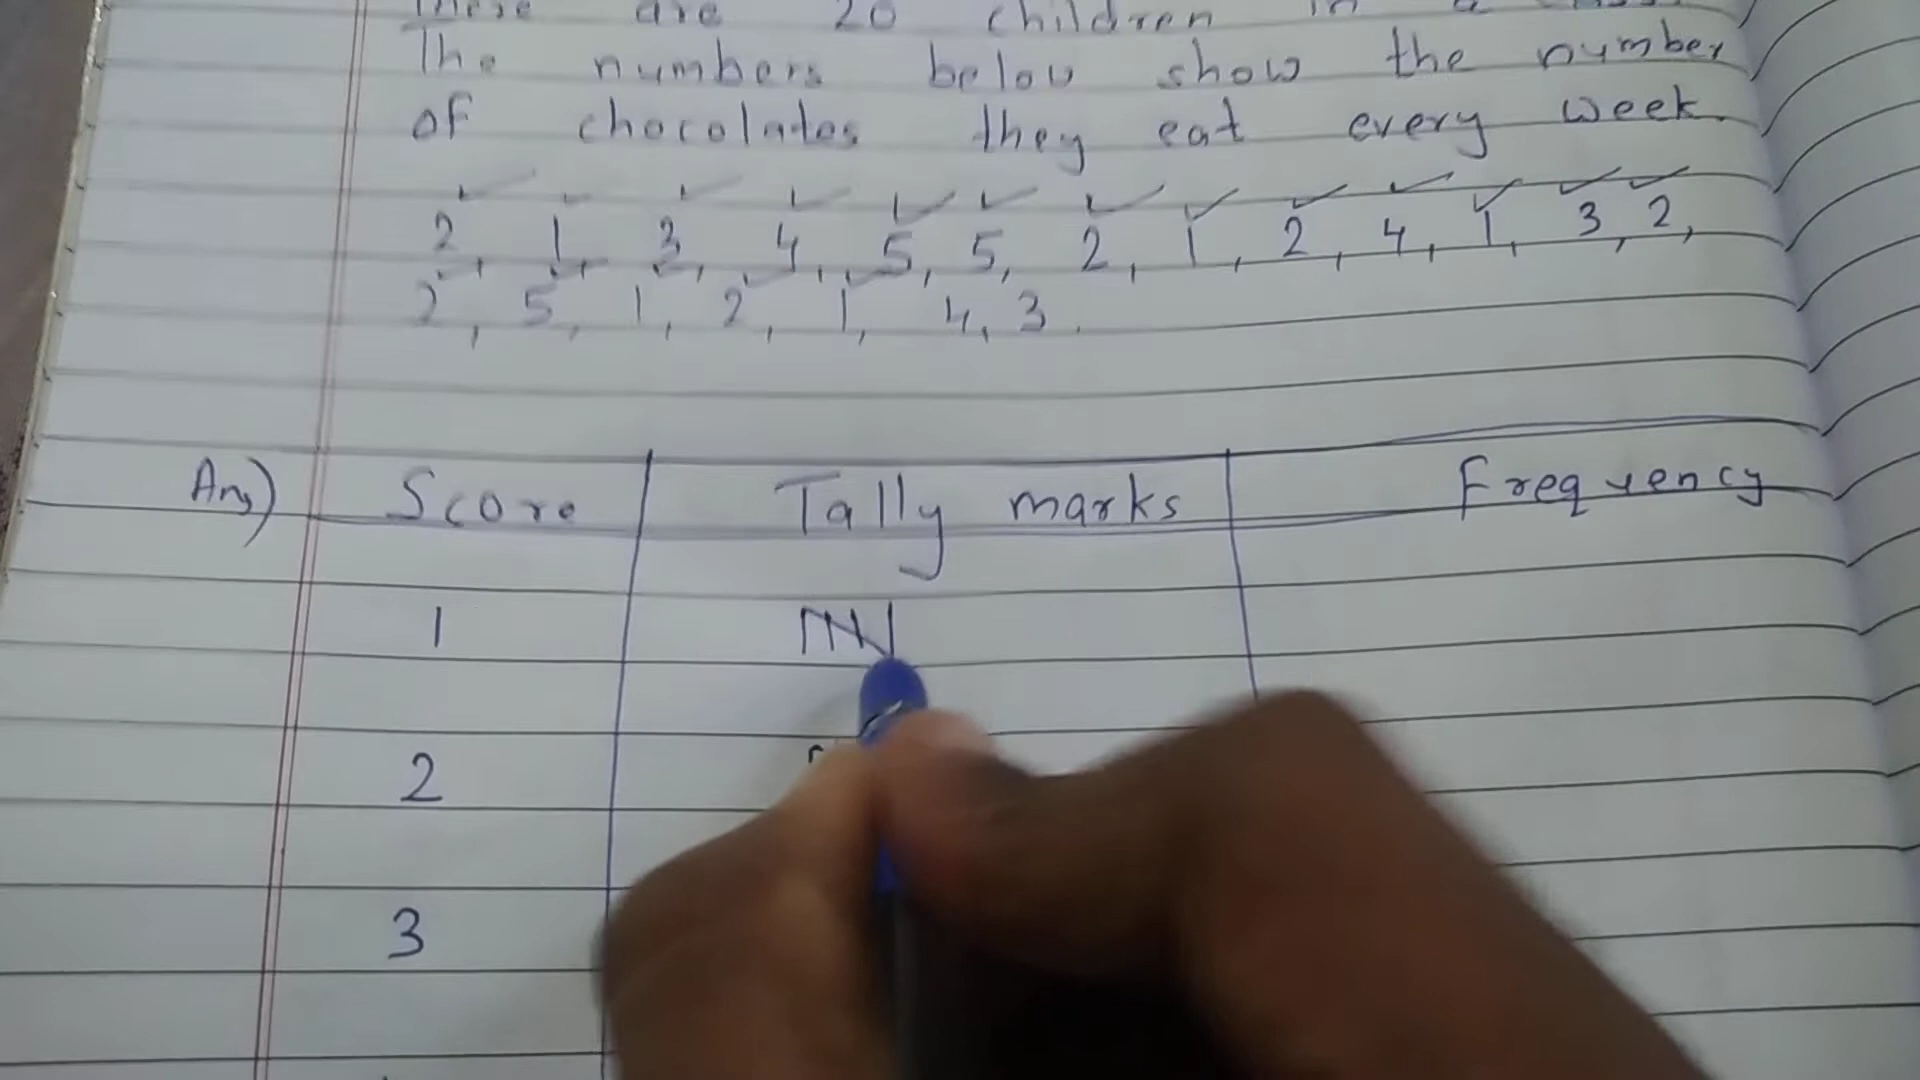 These are 20 children in a
The numbers below show the number
of chocolates they eat every week.
2, 1, 3, 4, 5, 5, 2, 1, 2, 4, 1, 3, 2,
2, 5, 1, 2, 1, 4, 3.
Ans) Score Tally marks Frequency
1
2
3